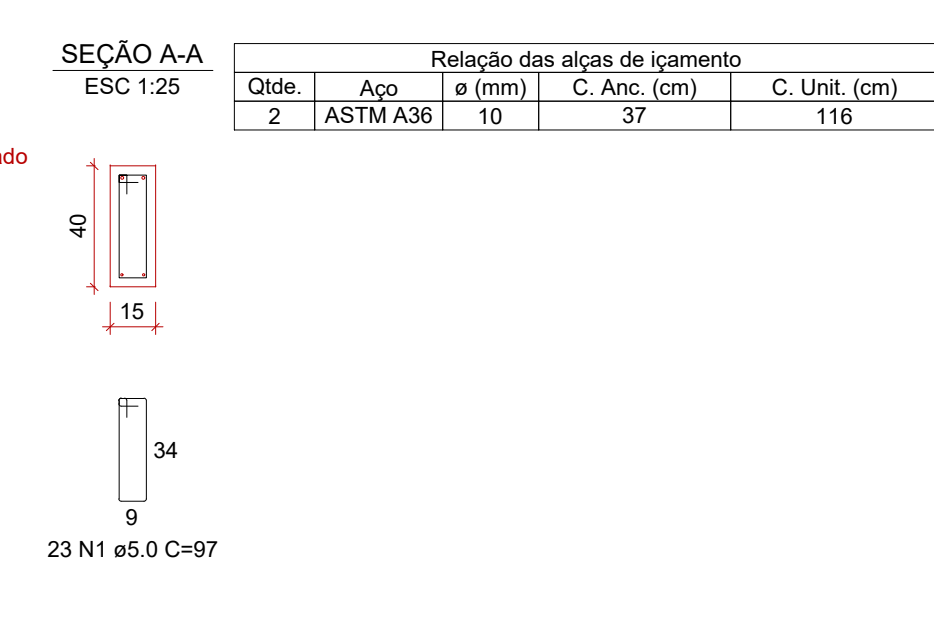 SEÇÃO A-A
ESC 1:25
Relação das alças de içamento
Qtde. Aço ø (mm) C. Anc. (cm) C. Unit. (cm)
2 ASTM A36 10 37 116
40
15
34
9
23 N1 ø5.0 C=97